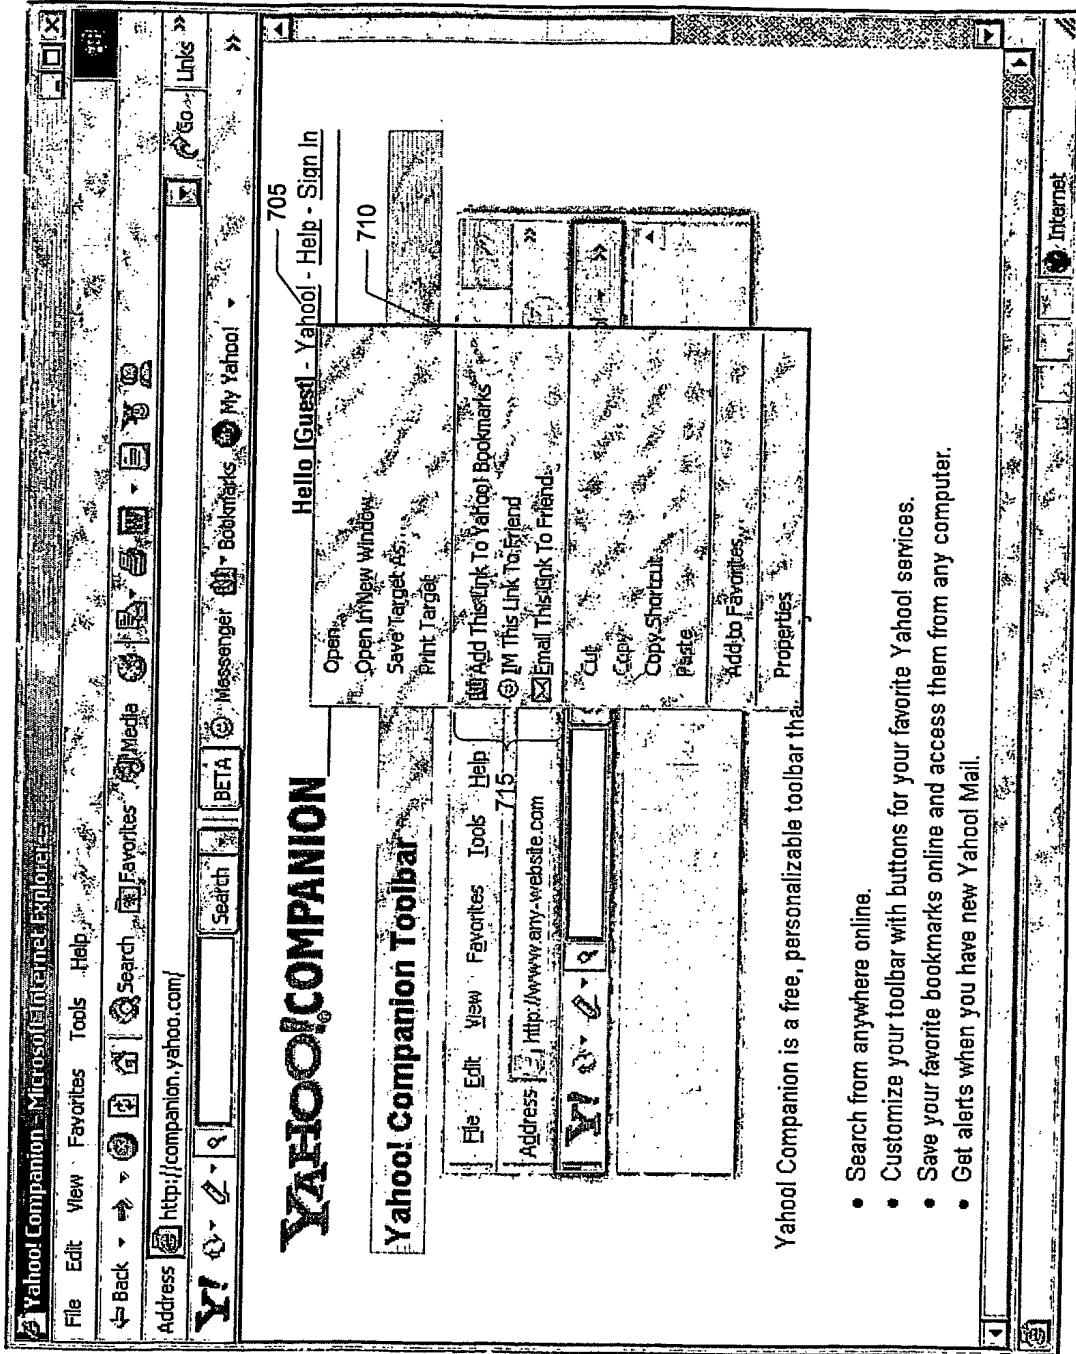 Yahoo! Companion - Microsoft Internet Explorer
File Edit View Favorites Tools Help
Back Search Favorites Media
Address http://companion.yahoo.com/ Go Links »
Y! Search BETA Messenger Bookmarks My Yahoo! »
Hello [Guest] - Yahoo! - Help - Sign In
705
YAHOO! COMPANION
710
Yahoo! Companion Toolbar
Open
Open In New Window
Save Target As...
Print Target
Add This Link To Yahoo! Bookmarks
IM This Link To Friend
Email This Link To Friend
715
Cut
Copy
Copy Shortcut
Paste
Add to Favorites...
Properties
File Edit View Favorites Tools Help »
Address http://www.any-website.com
Y! »
Yahoo! Companion is a free, personalizable toolbar tha
• Search from anywhere online.
• Customize your toolbar with buttons for your favorite Yahoo! services.
• Save your favorite bookmarks online and access them from any computer.
• Get alerts when you have new Yahoo! Mail.
Internet